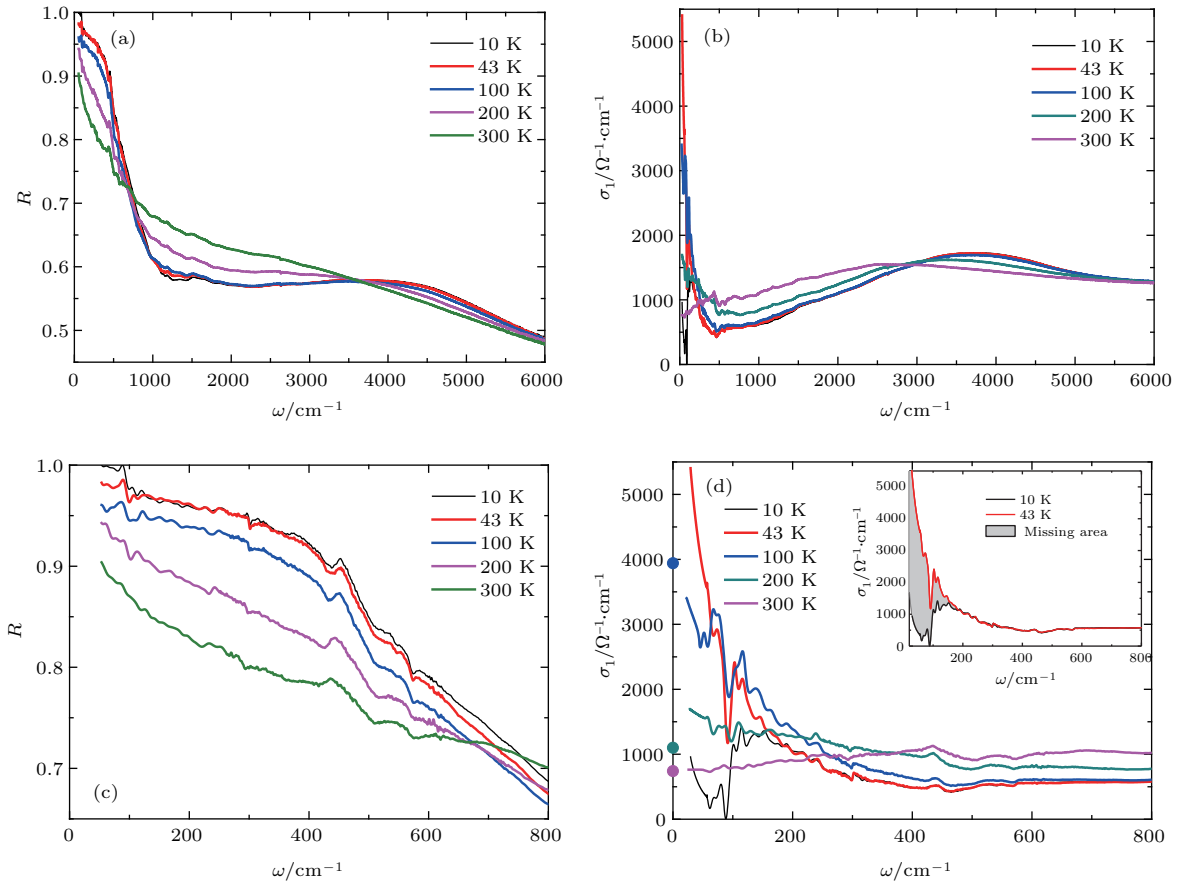 (a)
10 K
43 K
100 K
200 K
300 K
1.0
0.9
0.8
0.7
0.6
0.5
R
0
1000
2000
3000
4000
5000
6000
ω/cm⁻¹
(b)
10 K
43 K
100 K
200 K
300 K
5000
4000
3000
2000
1000
0
σ₁/Ω⁻¹·cm⁻¹
0
1000
2000
3000
4000
5000
6000
ω/cm⁻¹
1.0
0.9
0.8
0.7
R
10 K
43 K
100 K
200 K
300 K
(c)
0
200
400
600
800
ω/cm⁻¹
(d)
10 K
43 K
100 K
200 K
300 K
5000
4000
3000
2000
1000
0
σ₁/Ω⁻¹·cm⁻¹
0
200
400
600
800
ω/cm⁻¹
10 K
43 K
Missing area
5000
4000
3000
2000
1000
0
σ₁/Ω⁻¹·cm⁻¹
200
400
600
800
ω/cm⁻¹